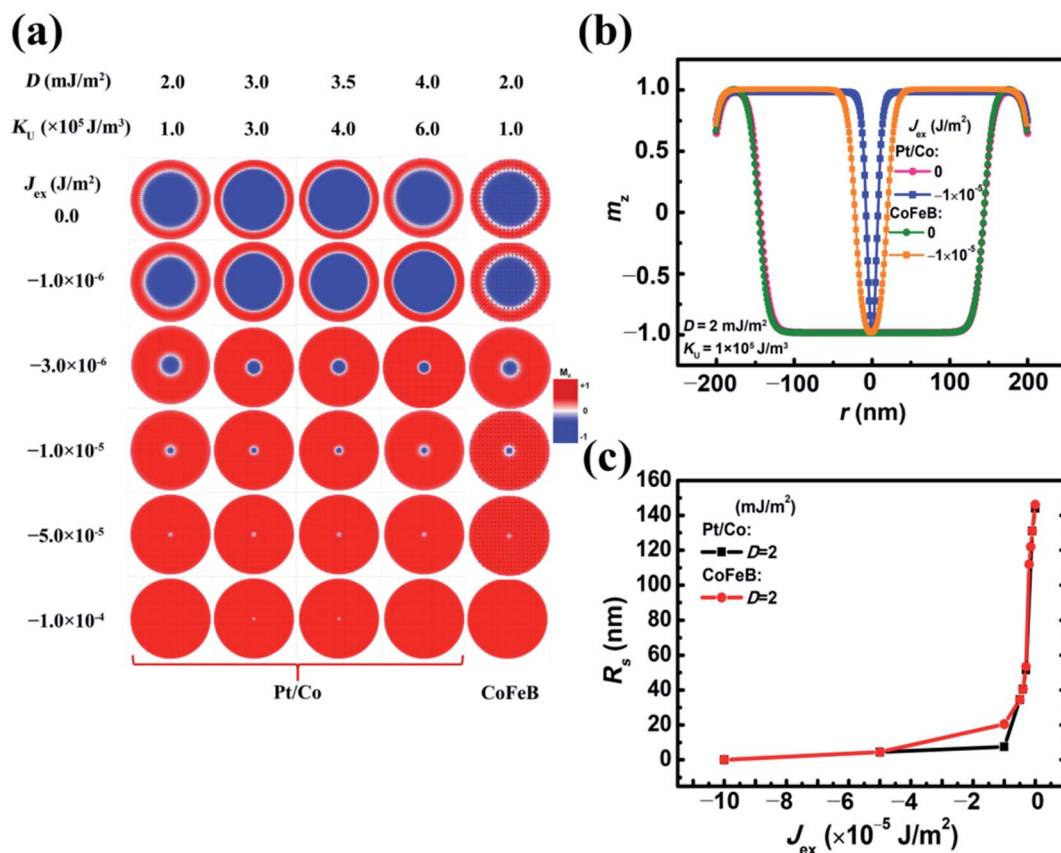 (a)
D (mJ/m²) 2.0 3.0 3.5 4.0 2.0
K_U (×10⁵ J/m³) 1.0 3.0 4.0 6.0 1.0
J_ex (J/m²)
0.0
−1.0×10⁻⁶
−3.0×10⁻⁶
−1.0×10⁻⁵
−5.0×10⁻⁵
−1.0×10⁻⁴
M_z
+1
0
-1
Pt/Co CoFeB
(b)
m_z
1.0
0.5
0
−0.5
−1.0
J_ex (J/m²)
Pt/Co:
0
−1×10⁻⁵
CoFeB:
0
−1×10⁻⁵
D = 2 mJ/m²
K_U = 1×10⁵ J/m³
−200 −100 0 100 200
r (nm)
(c)
R_s (nm)
160
140
120
100
80
60
40
20
0
(mJ/m²)
Pt/Co:
D=2
CoFeB:
D=2
−10 −8 −6 −4 −2 0
J_ex (×10⁻⁵ J/m²)